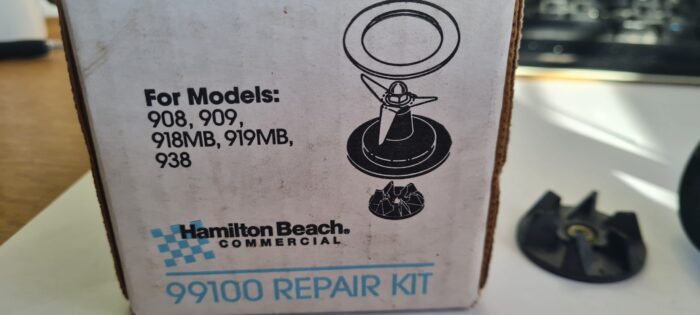 For Models:
908, 909,
918MB, 919MB,
938
Hamilton Beach®
COMMERCIAL
99100 REPAIR KIT